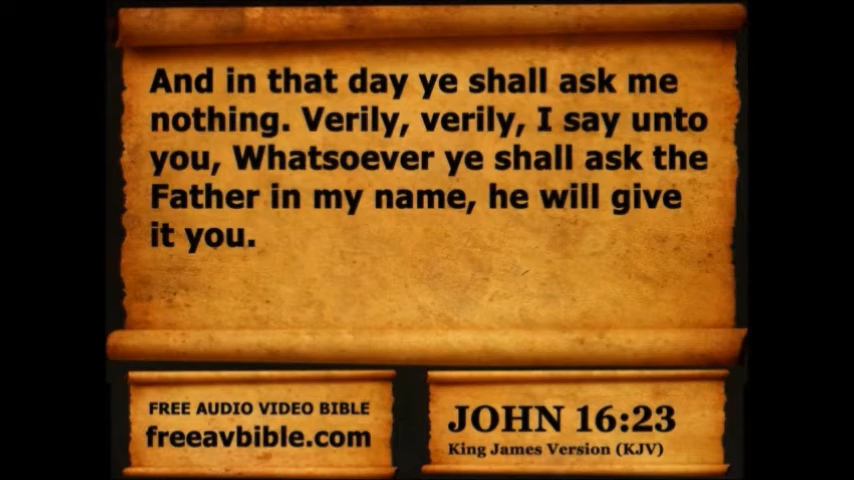 And in that day ye shall ask me
nothing. Verily, verily, I say unto
you, Whatsoever ye shall ask the
Father in my name, he will give
it you.
FREE AUDIO VIDEO BIBLE
freeavbible.com
JOHN 16:23
King James Version (KJV)